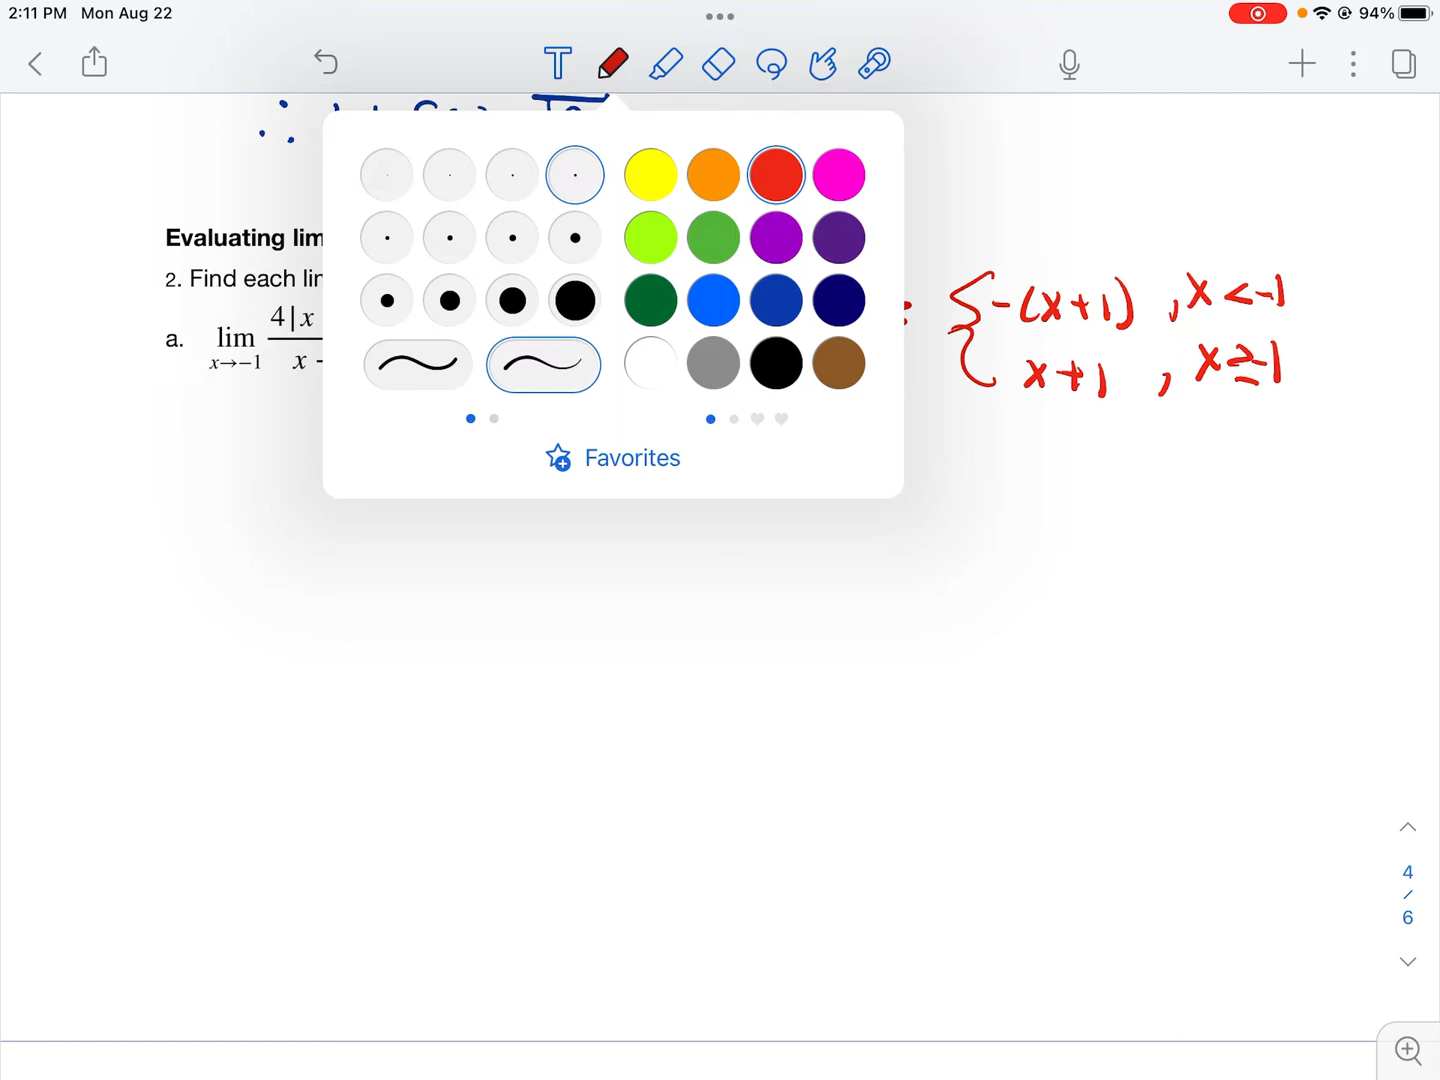 2:11 PM Mon Aug 22
94%
T
Evaluating lim
2. Find each lin
a. lim 4|x
x→−1 x -
{ -(x+1) , x < -1
x+1 , x ≥ -1
Favorites
4
/
6